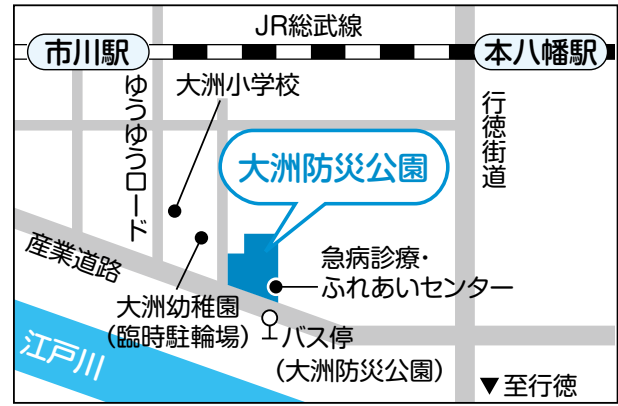 JR総武線
市川駅
本八幡駅
ゆうゆうロード
大洲小学校
行徳街道
大洲防災公園
産業道路
急病診療・
ふれあいセンター
大洲幼稚園
（臨時駐輪場）
バス停
（大洲防災公園）
江戸川
▼至行徳